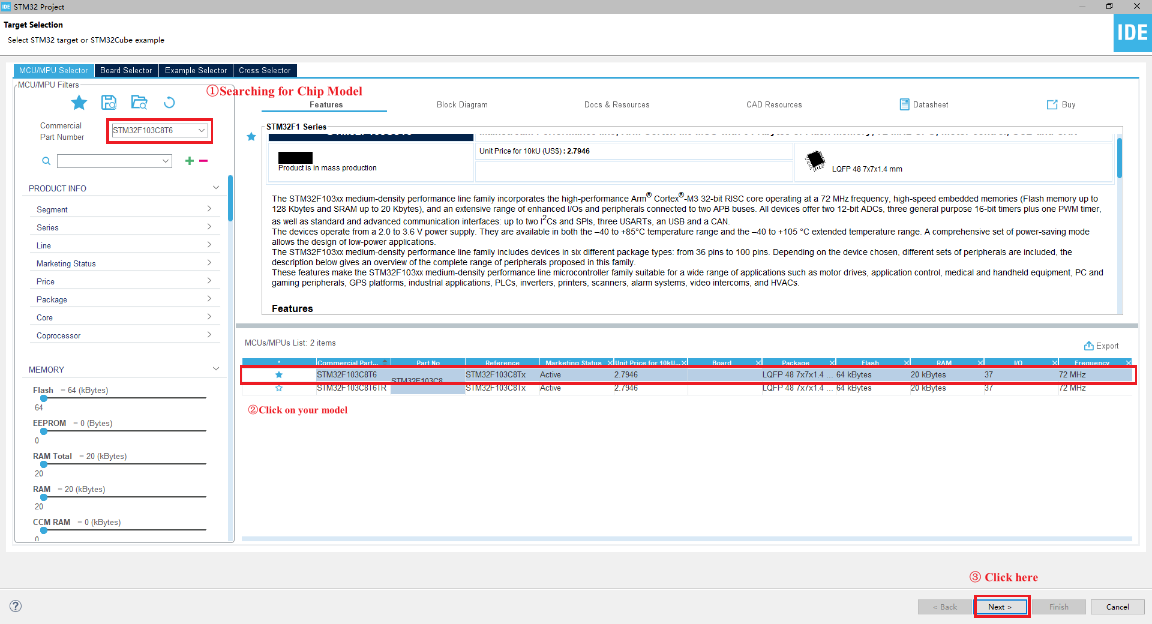 IDE STM32 Project
Target Selection
Select STM32 target or STM32Cube example
IDE
MCU/MPU Selector Board Selector Example Selector Cross Selector
MCU/MPU Filters
①Searching for Chip Model
Features Block Diagram Docs & Resources CAD Resources Datasheet Buy
Commercial
Part Number
STM32F103C8T6
STM32F1 Series
Unit Price for 10kU (US$) : 2.7946
Product is in mass production
LQFP 48 7x7x1.4 mm
PRODUCT INFO
Segment
Series
Line
Marketing Status
Price
Package
Core
Coprocessor
The STM32F103xx medium-density performance line family incorporates the high-performance Arm® Cortex®-M3 32-bit RISC core operating at a 72 MHz frequency, high-speed embedded memories (Flash memory up to
128 Kbytes and SRAM up to 20 Kbytes), and an extensive range of enhanced I/Os and peripherals connected to two APB buses. All devices offer two 12-bit ADCs, three general purpose 16-bit timers plus one PWM timer,
as well as standard and advanced communication interfaces: up to two I²Cs and SPIs, three USARTs, an USB and a CAN.
The devices operate from a 2.0 to 3.6 V power supply. They are available in both the –40 to +85°C temperature range and the –40 to +105 °C extended temperature range. A comprehensive set of power-saving mode
allows the design of low-power applications.
The STM32F103xx medium-density performance line family includes devices in six different package types: from 36 pins to 100 pins. Depending on the device chosen, different sets of peripherals are included, the
description below gives an overview of the complete range of peripherals proposed in this family.
These features make the STM32F103xx medium-density performance line microcontroller family suitable for a wide range of applications such as motor drives, application control, medical and handheld equipment, PC and
gaming peripherals, GPS platforms, industrial applications, PLCs, inverters, printers, scanners, alarm systems, video intercoms, and HVACs.
Features
MCUs/MPUs List: 2 items
Export
* Commercial Part... Part No Reference Marketing Status Unit Price for 10kU... Board Package Flash RAM I/O Frequency
STM32F103C8T6 STM32F103C8 STM32F103C8Tx Active 2.7946 LQFP 48 7x7x1.4 ... 64 kBytes 20 kBytes 37 72 MHz
STM32F103C8T6TR STM32F103C8Tx Active 2.7946 LQFP 48 7x7x1.4 ... 64 kBytes 20 kBytes 37 72 MHz
②Click on your model
MEMORY
Flash = 64 (kBytes)
64
EEPROM = 0 (Bytes)
0
RAM Total = 20 (kBytes)
20
RAM = 20 (kBytes)
20
CCM RAM = 0 (kBytes)
0
③ Click here
< Back Next > Finish Cancel